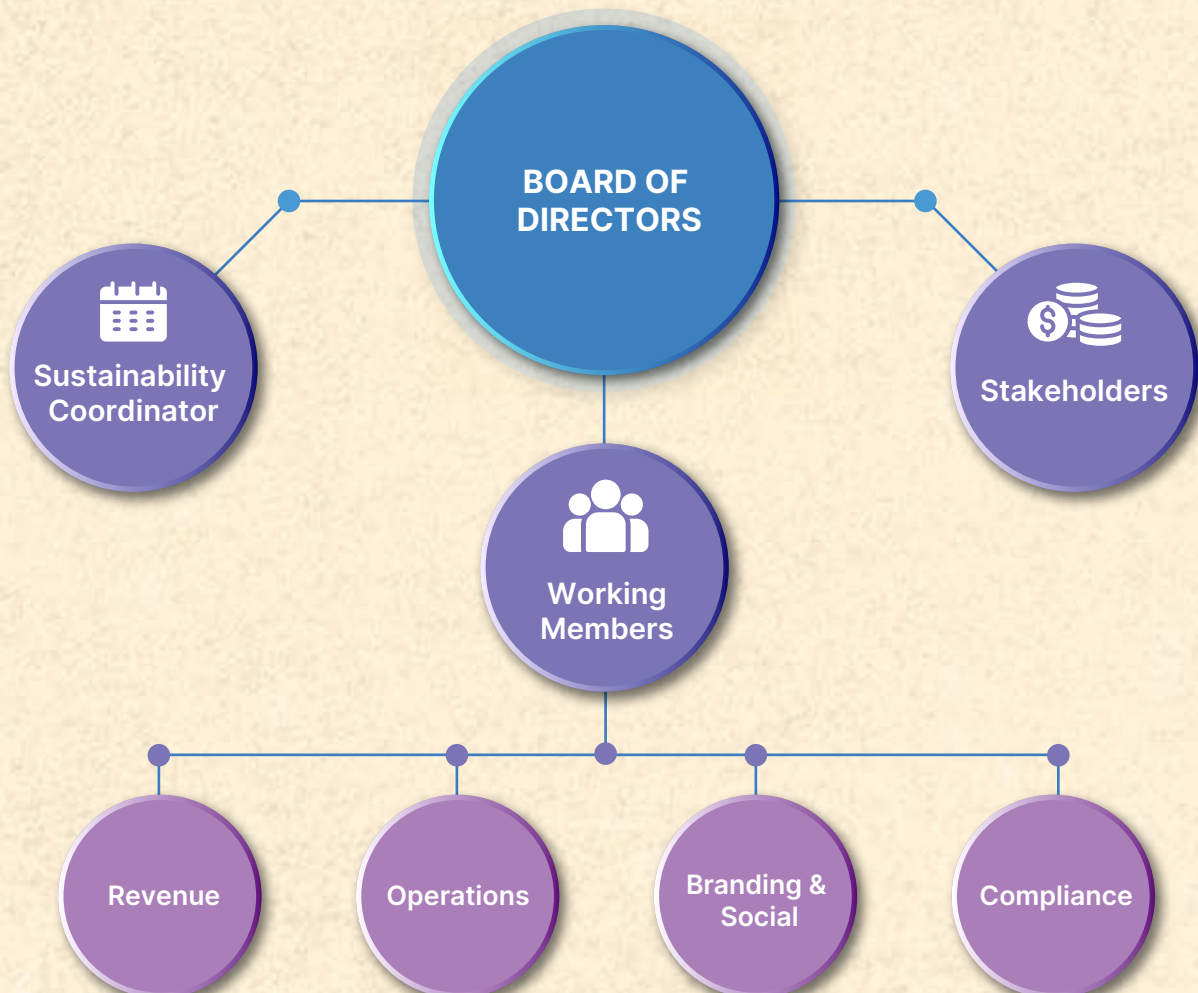 BOARD OF
DIRECTORS
Sustainability
Coordinator
Stakeholders
Working
Members
Revenue
Operations
Branding &
Social
Compliance